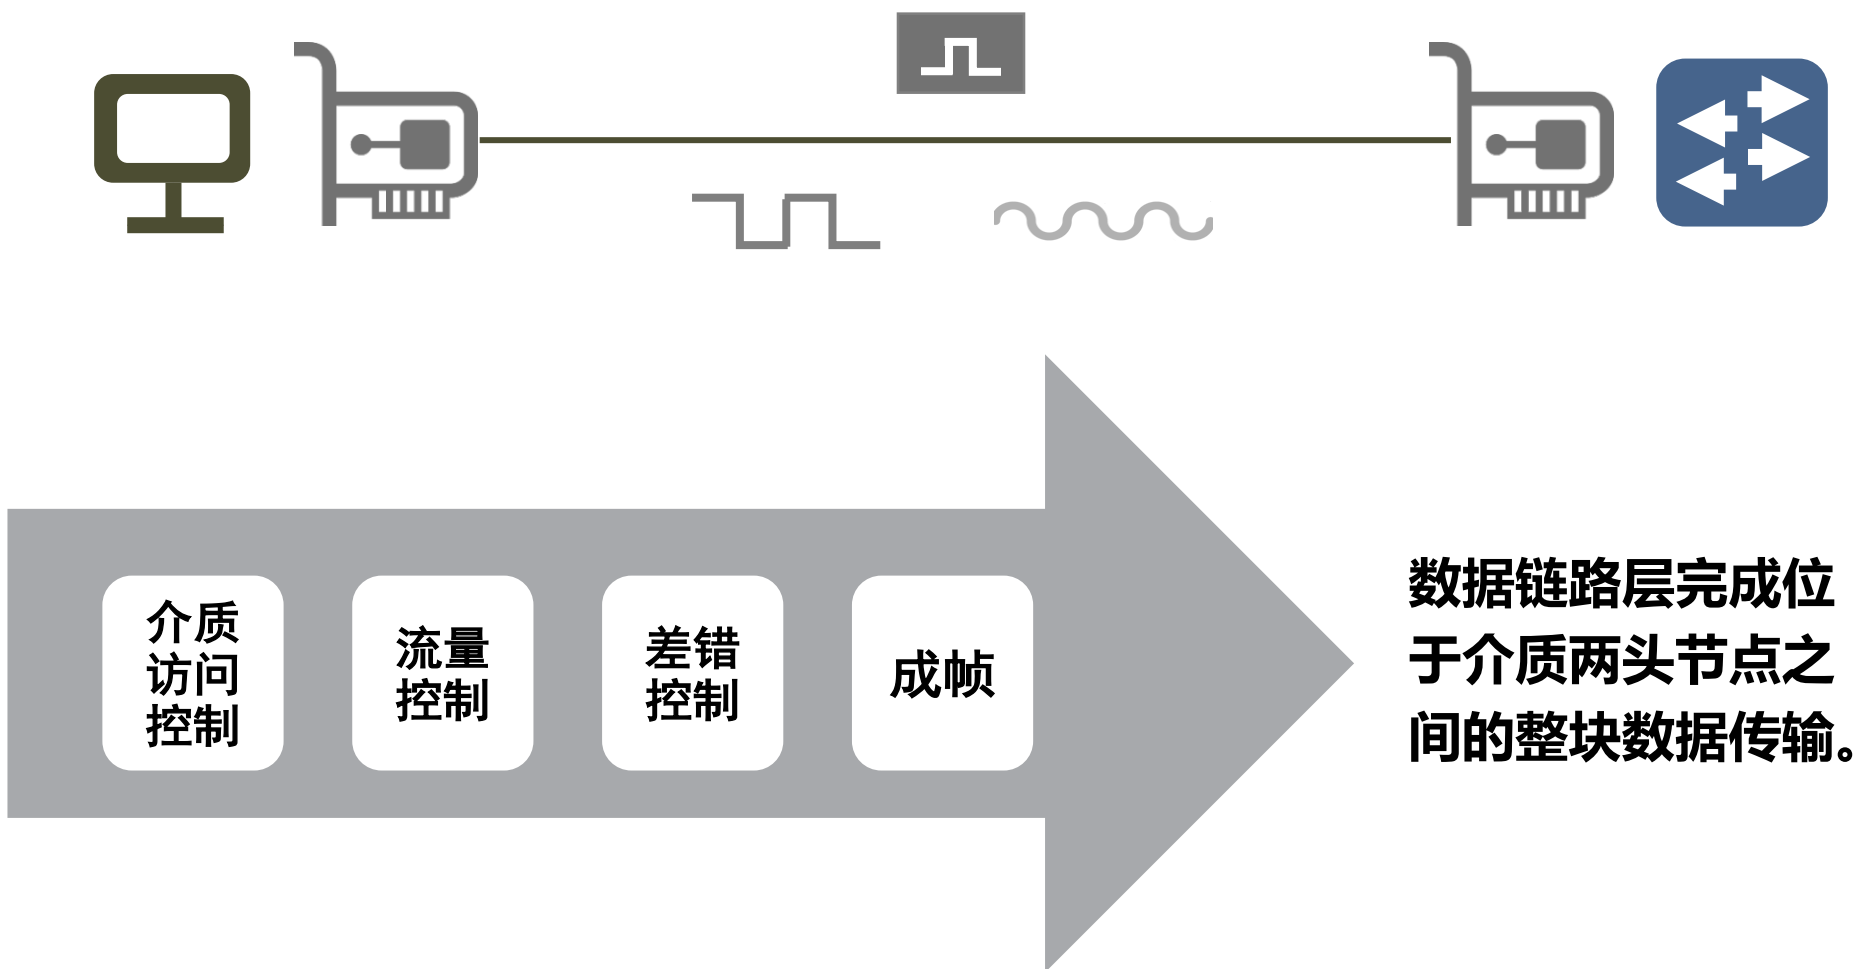 介质
访问
控制
流量
控制
差错
控制
成帧
数据链路层完成位
于介质两头节点之
间的整块数据传输。